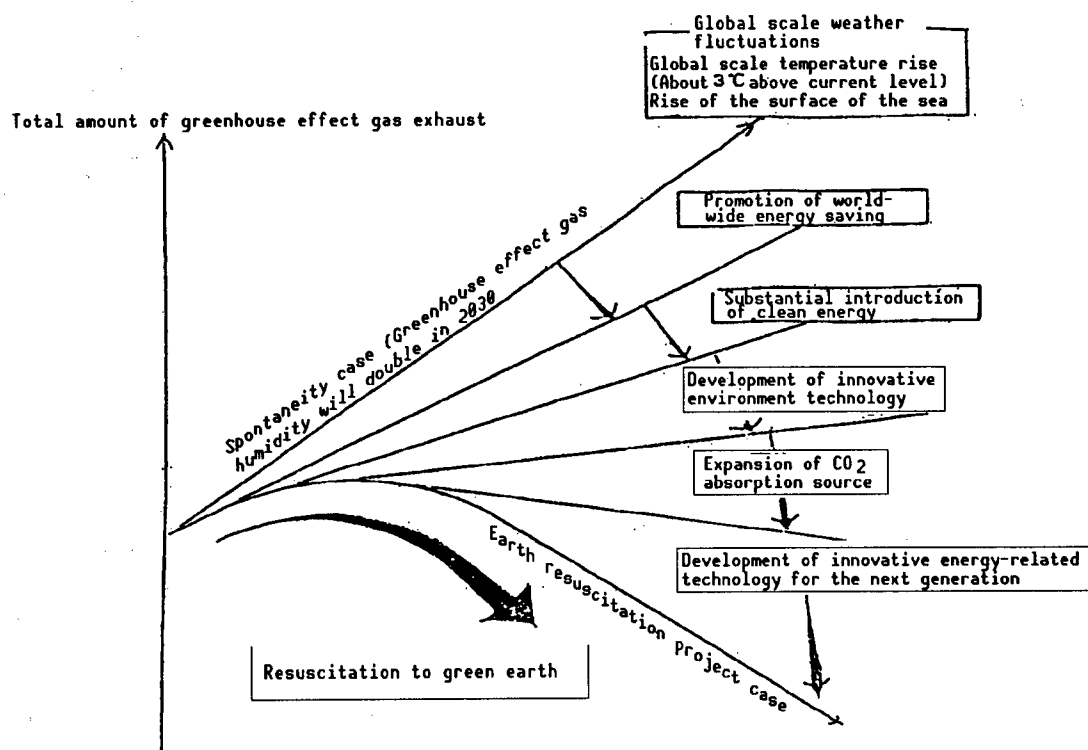 Global scale weather
fluctuations
Global scale temperature rise
(About 3℃ above current level)
Rise of the surface of the sea
Total amount of greenhouse effect gas exhaust
Promotion of world-
wide energy saving
Spontaneity case (Greenhouse effect gas
humidity will double in 2030
Substantial introduction
of clean energy
Development of innovative
environment technology
Expansion of CO2
absorption source
Earth resuscitation Project case
Development of innovative energy-related
technology for the next generation
Resuscitation to green earth